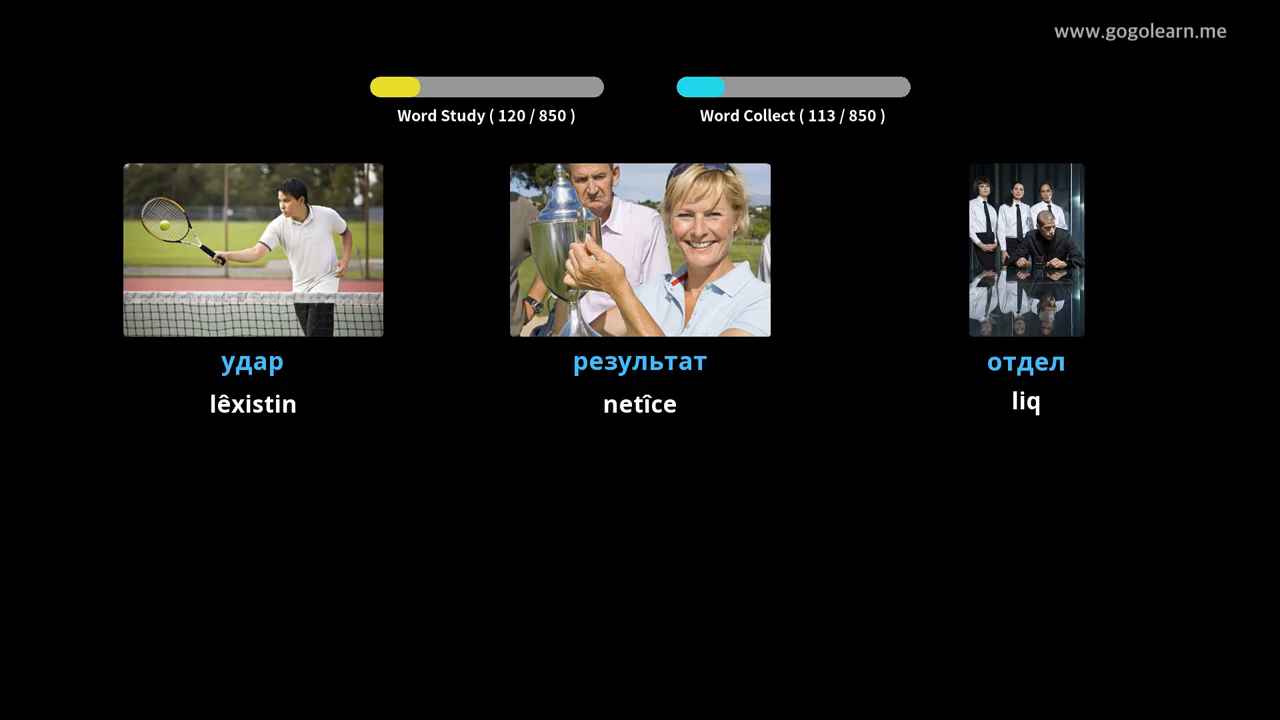 www.gogolearn.me
Word Study ( 120 / 850 )
Word Collect ( 113 / 850 )
удар
результат
отдел
lêxistin
netîce
liq